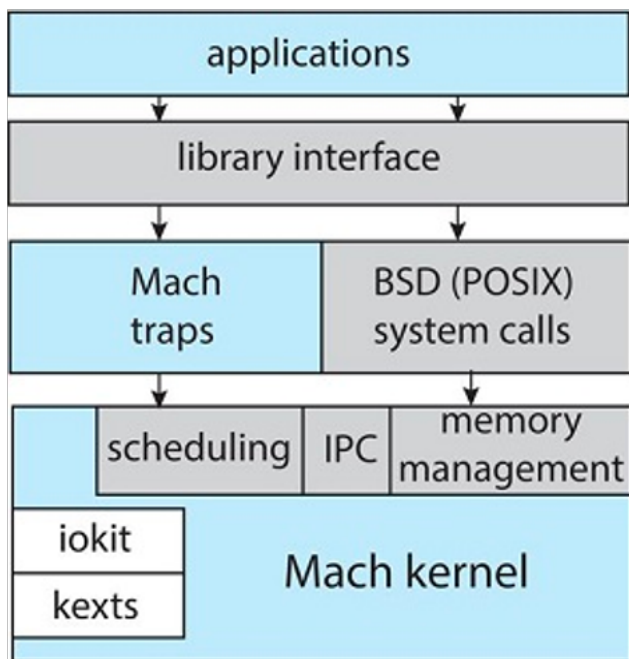 applications
library interface
Mach
traps
BSD (POSIX)
system calls
scheduling
IPC
memory
management
iokit
kexts
Mach kernel